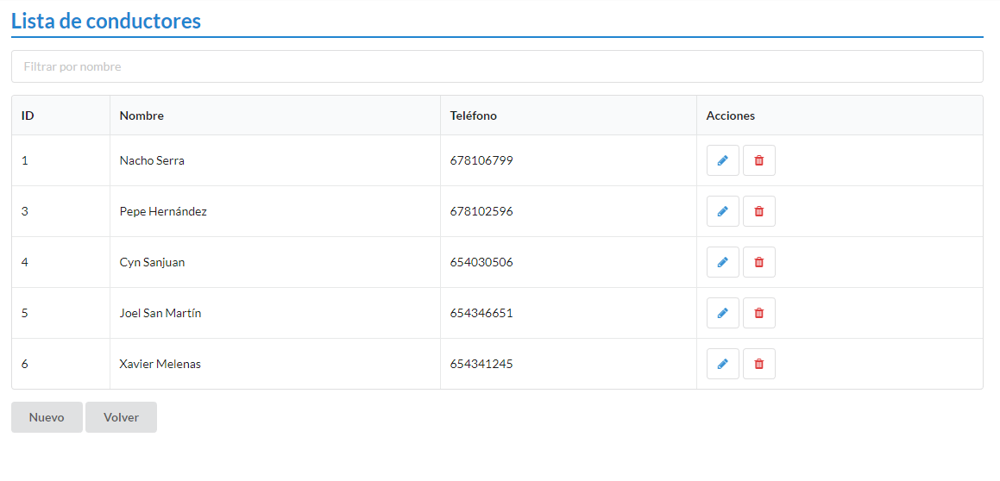 Lista de conductores
Filtrar por nombre
ID Nombre Teléfono Acciones
1 Nacho Serra 678106799
3 Pepe Hernández 678102596
4 Cyn Sanjuan 654030506
5 Joel San Martín 654346651
6 Xavier Melenas 654341245
Nuevo Volver